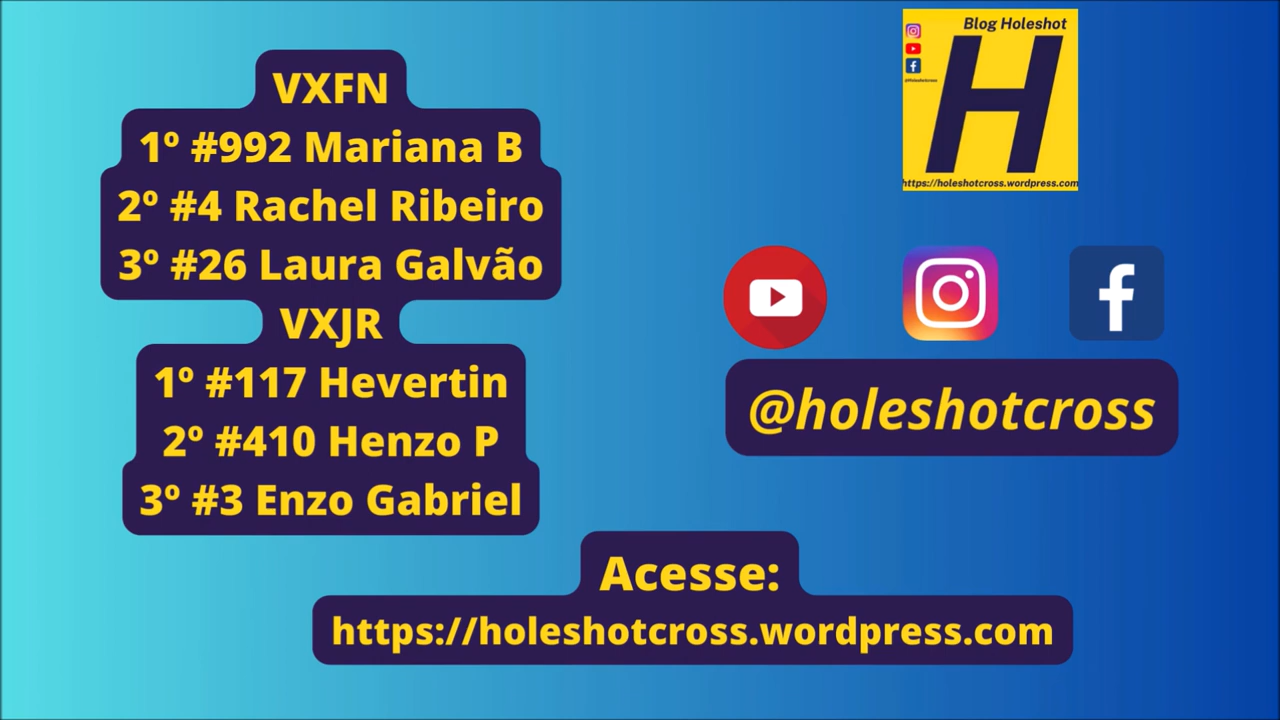 VXFN
1º #992 Mariana B
2º #4 Rachel Ribeiro
3º #26 Laura Galvão
VXJR
1º #117 Hevertin
2º #410 Henzo P
3º #3 Enzo Gabriel
Blog Holeshot
@holeshotcross
H
https://holeshotcross.wordpress.com
@holeshotcross
Acesse:
https://holeshotcross.wordpress.com